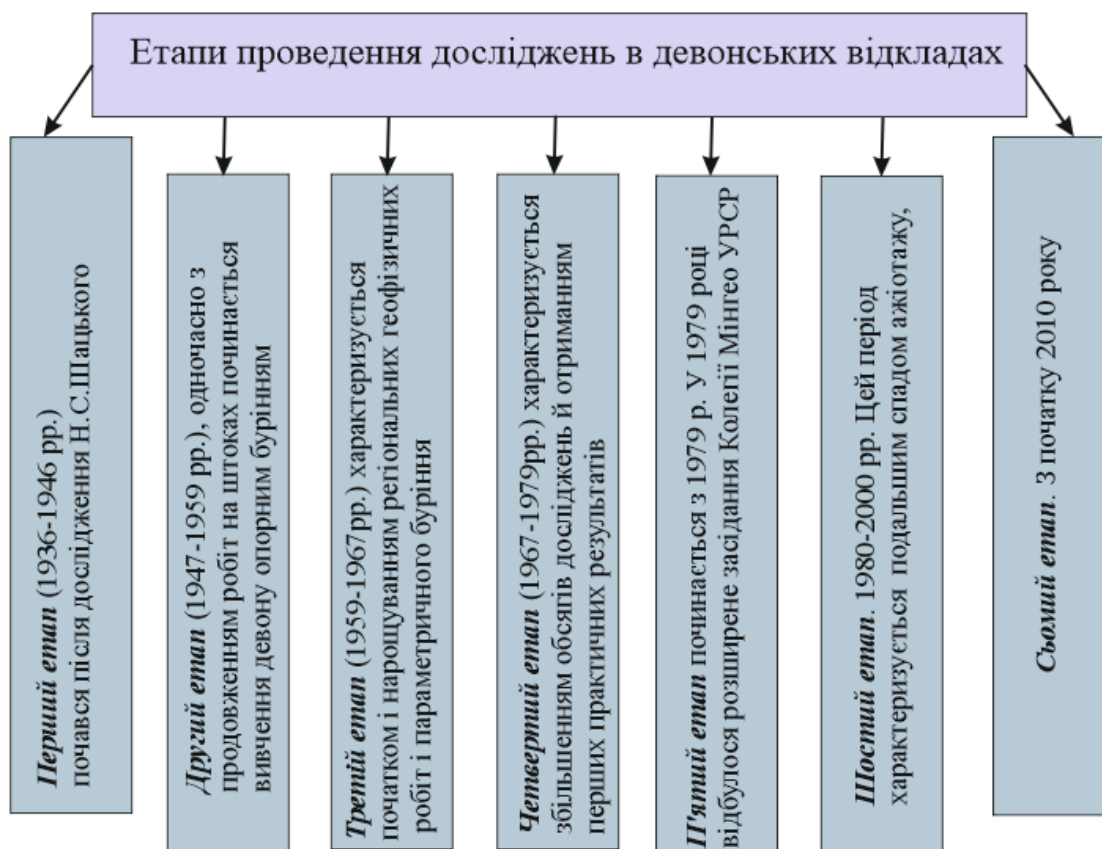 Етапи проведення досліджень в девонських відкладах
Перший етап (1936-1946 рр.)
почався після дослідження Н.С.Шацького
Другий етап (1947-1959 рр.), одночасно з
продовженням робіт на штоках починається
вивчення девону опорним бурінням
Третій етап (1959-1967рр.) характеризується
початком і нарощуванням регіональних геофізичних
робіт і параметричного буріння
Четвертий етап (1967-1979рр.) характеризується
збільшенням обсягів досліджень й отриманням
перших практичних результатів
П'ятий етап починається з 1979 р. У 1979 році
відбулося розширене засідання Колегії Мінгео УРСР
Шостий етап. 1980-2000 рр. Цей період
характеризується подальшим спадом ажіотажу,
Сьомий етап. З початку 2010 року